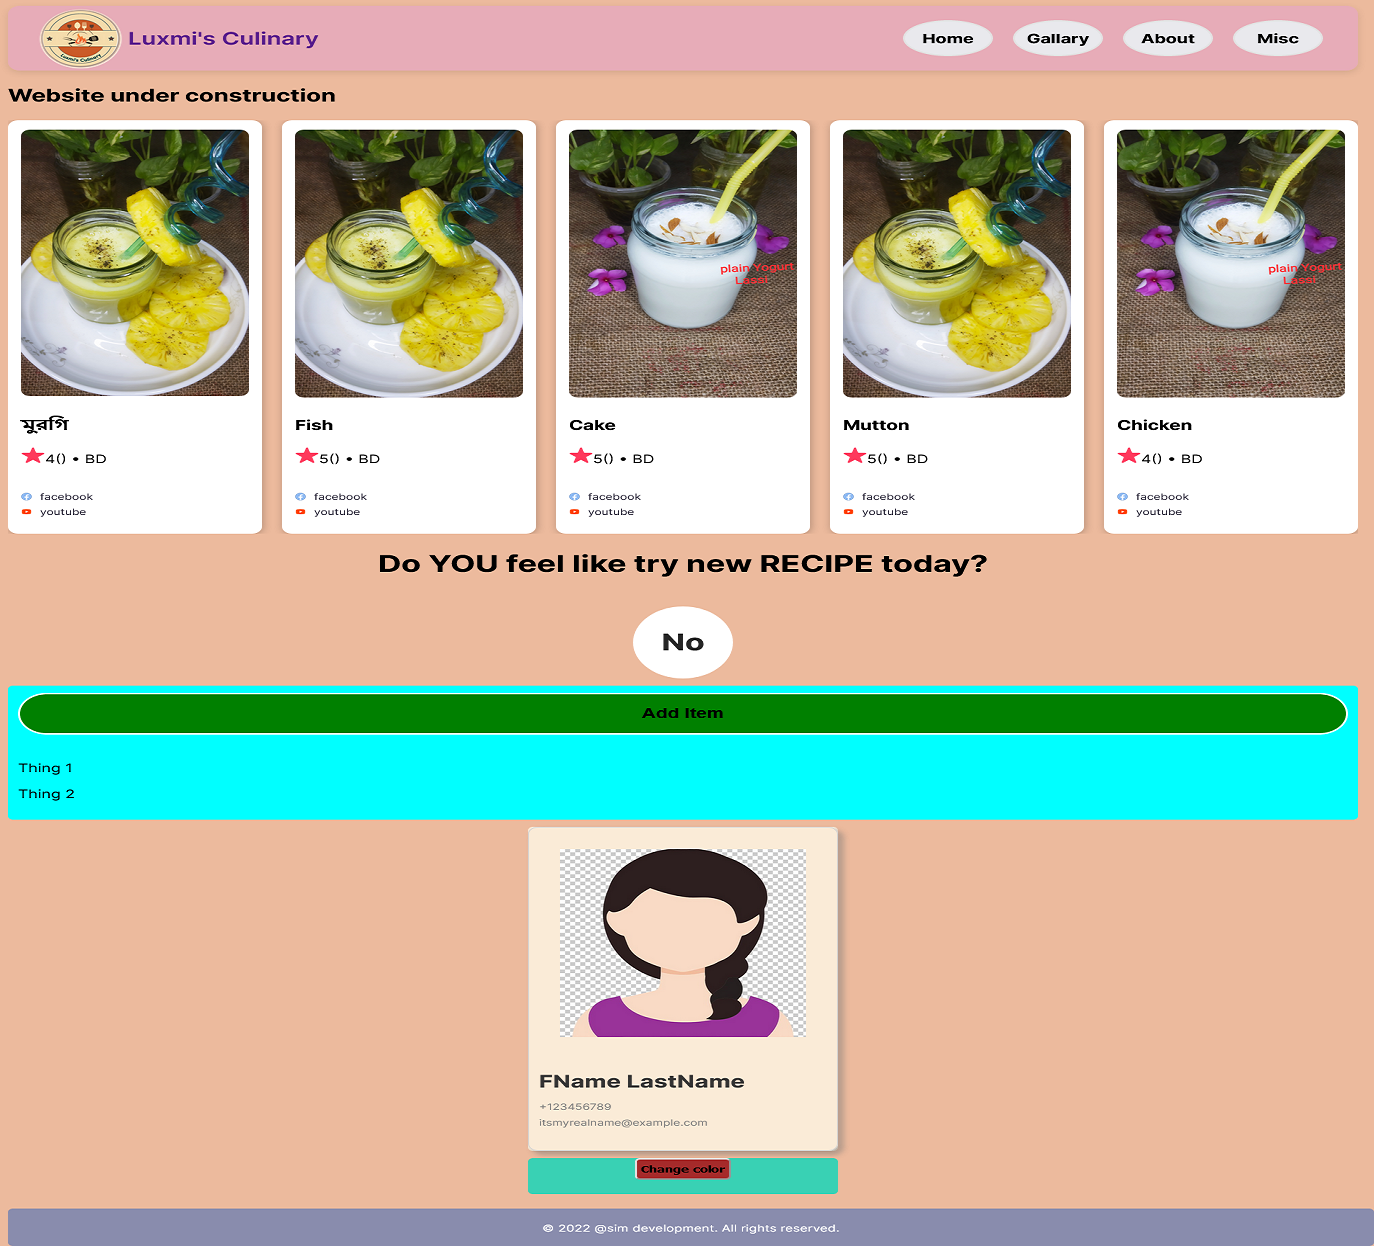 Luxmi's Culinary
Luxmi's Culinary
Home
Gallary
About
Misc
Website under construction
plain Yogurt
Lassi
plain Yogurt
Lassi
মুরগি
4() • BD
facebook
youtube
Fish
5() • BD
facebook
youtube
Cake
5() • BD
facebook
youtube
Mutton
5() • BD
facebook
youtube
Chicken
4() • BD
facebook
youtube
Do YOU feel like try new RECIPE today?
No
Add Item
Thing 1
Thing 2
FName LastName
+123456789
itsmyrealname@example.com
Change color
© 2022 @sim development. All rights reserved.